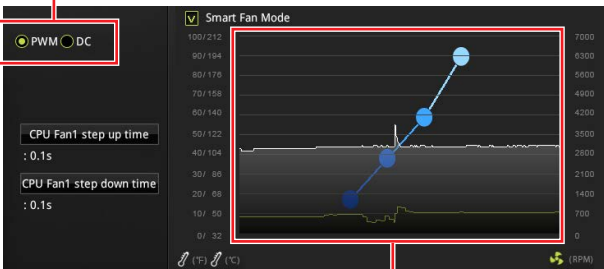 V Smart Fan Mode
PWM DC
100/212 7000
90/194 6300
80/176 5600
70/158 4900
60/140 4200
50/122 3500
40/104 2800
30/ 86 2100
20/ 68 1400
10/ 50 700
0/ 32 0
CPU Fan1 step up time
: 0.1s
CPU Fan1 step down time
: 0.1s
(°F) (°C) (RPM)